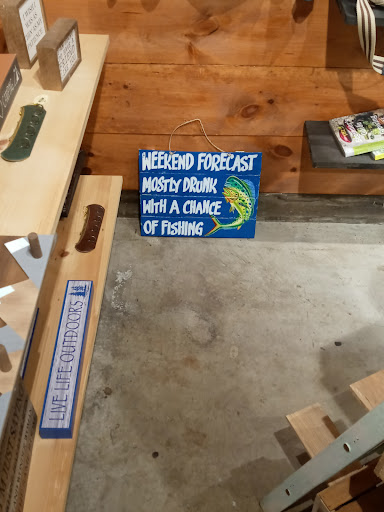 WEEKEND FORECAST
MOSTLY DRUNK
WITH A CHANCE
OF FISHING
LIVE LIFE OUTDOORS